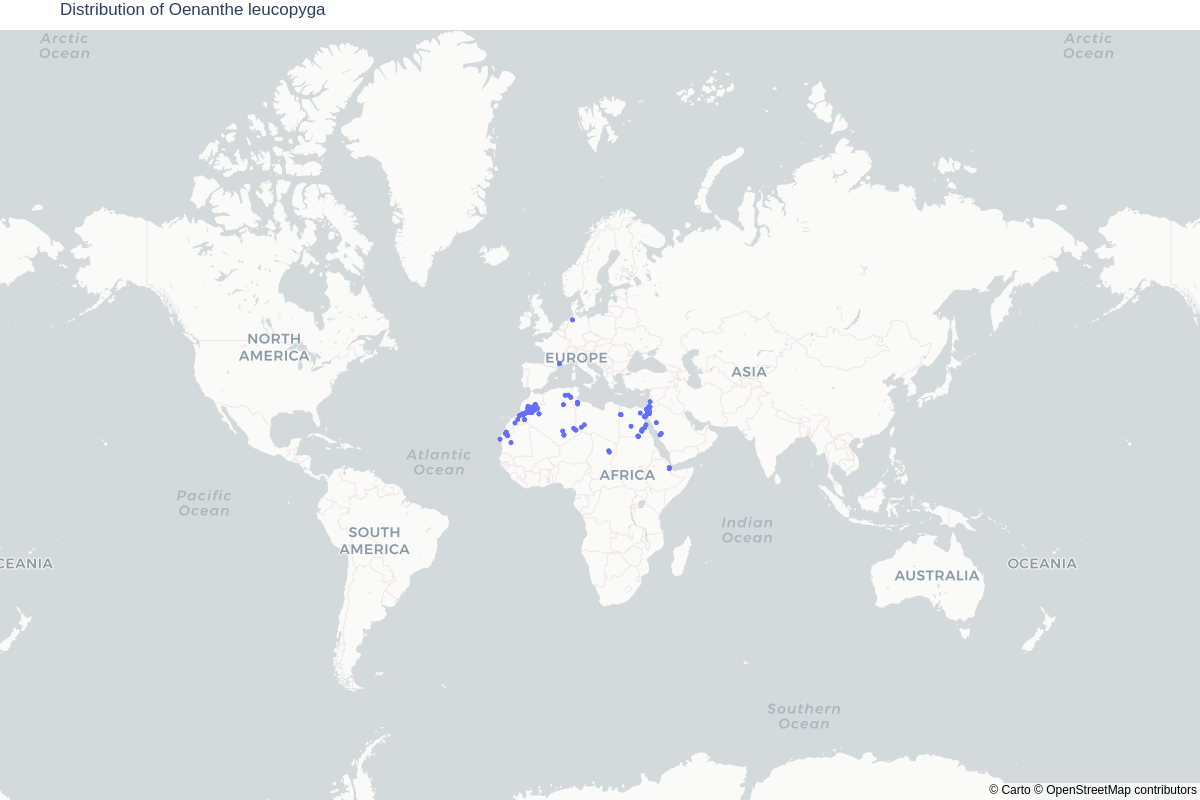 Distribution of Oenanthe leucopyga
Arctic
Ocean
Arctic
Ocean
NORTH
AMERICA
EUROPE
ASIA
Atlantic
Ocean
AFRICA
Pacific
Ocean
Indian
Ocean
SOUTH
AMERICA
CEANIA
OCEANIA
AUSTRALIA
Southern
Ocean
© Carto © OpenStreetMap contributors